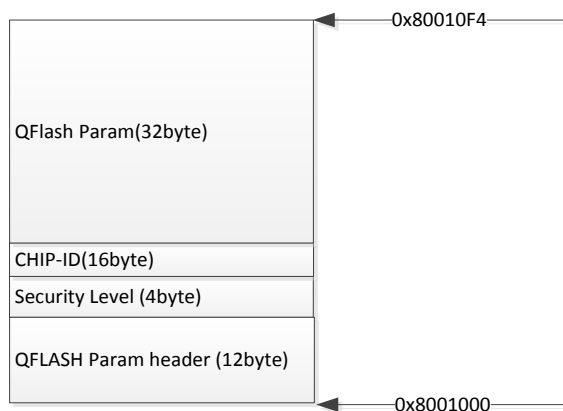 0x80010F4
QFlash Param(32byte)
CHIP-ID(16byte)
Security Level (4byte)
QFLASH Param header (12byte)
0x8001000